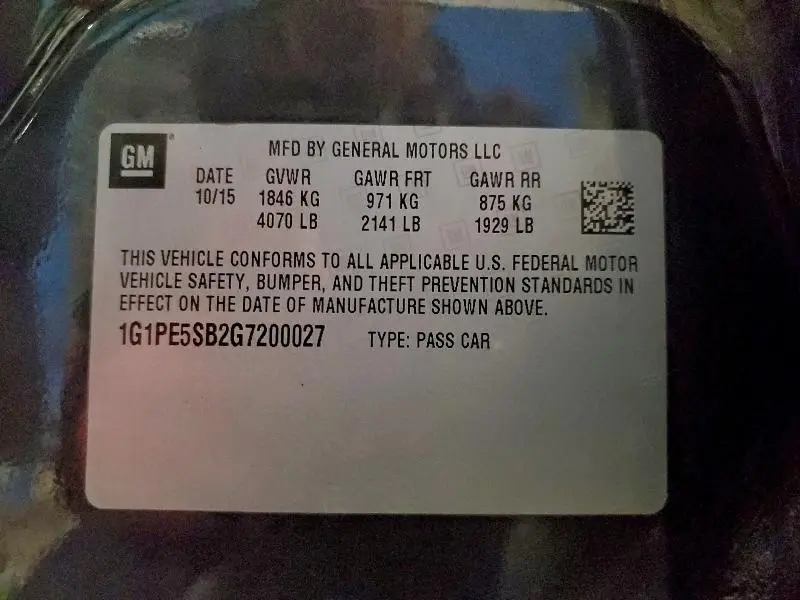 GM®
MFD BY GENERAL MOTORS LLC
DATE GVWR GAWR FRT GAWR RR
10/15 1846 KG 971 KG 875 KG
4070 LB 2141 LB 1929 LB
THIS VEHICLE CONFORMS TO ALL APPLICABLE U.S. FEDERAL MOTOR
VEHICLE SAFETY, BUMPER, AND THEFT PREVENTION STANDARDS IN
EFFECT ON THE DATE OF MANUFACTURE SHOWN ABOVE.
1G1PE5SB2G7200027 TYPE: PASS CAR